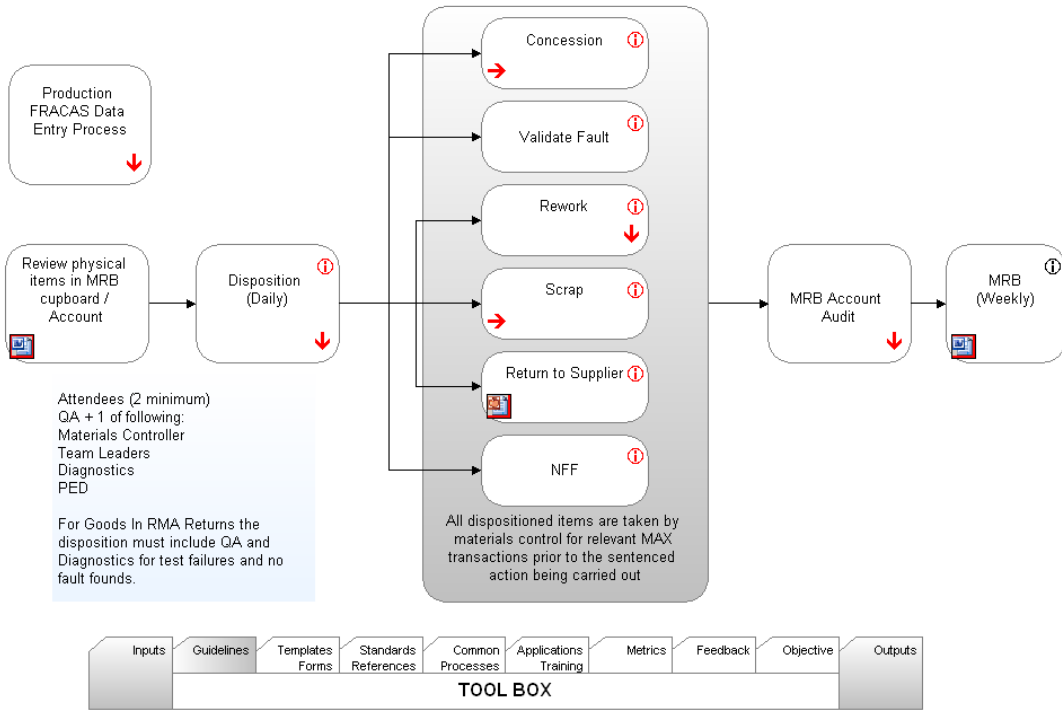 Production
FRACAS Data
Entry Process
Review physical
items in MRB
cupboard /
Account
Disposition
(Daily)
Concession
Validate Fault
Rework
Scrap
Return to Supplier
NFF
All dispositioned items are taken by
materials control for relevant MAX
transactions prior to the sentenced
action being carried out
MRB Account
Audit
MRB
(Weekly)
Attendees (2 minimum)
QA + 1 of following:
Materials Controller
Team Leaders
Diagnostics
PED
For Goods In RMA Returns the
disposition must include QA and
Diagnostics for test failures and no
fault founds.
Inputs
Guidelines
Templates
Forms
Standards
References
Common
Processes
Applications
Training
Metrics
Feedback
Objective
Outputs
TOOL BOX